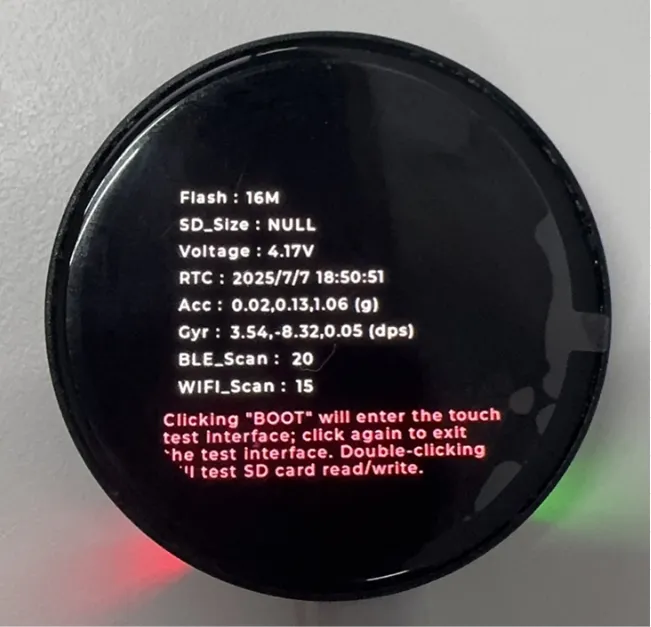 Flash : 16M
SD_Size : NULL
Voltage : 4.17V
RTC : 2025/7/7 18:50:51
Acc : 0.02,0.13,1.06 (g)
Gyr : 3.54,-8.32,0.05 (dps)
BLE_Scan : 20
WIFI_Scan : 15
Clicking "BOOT" will enter the touch
test interface; click again to exit
the test interface. Double-clicking
will test SD card read/write.